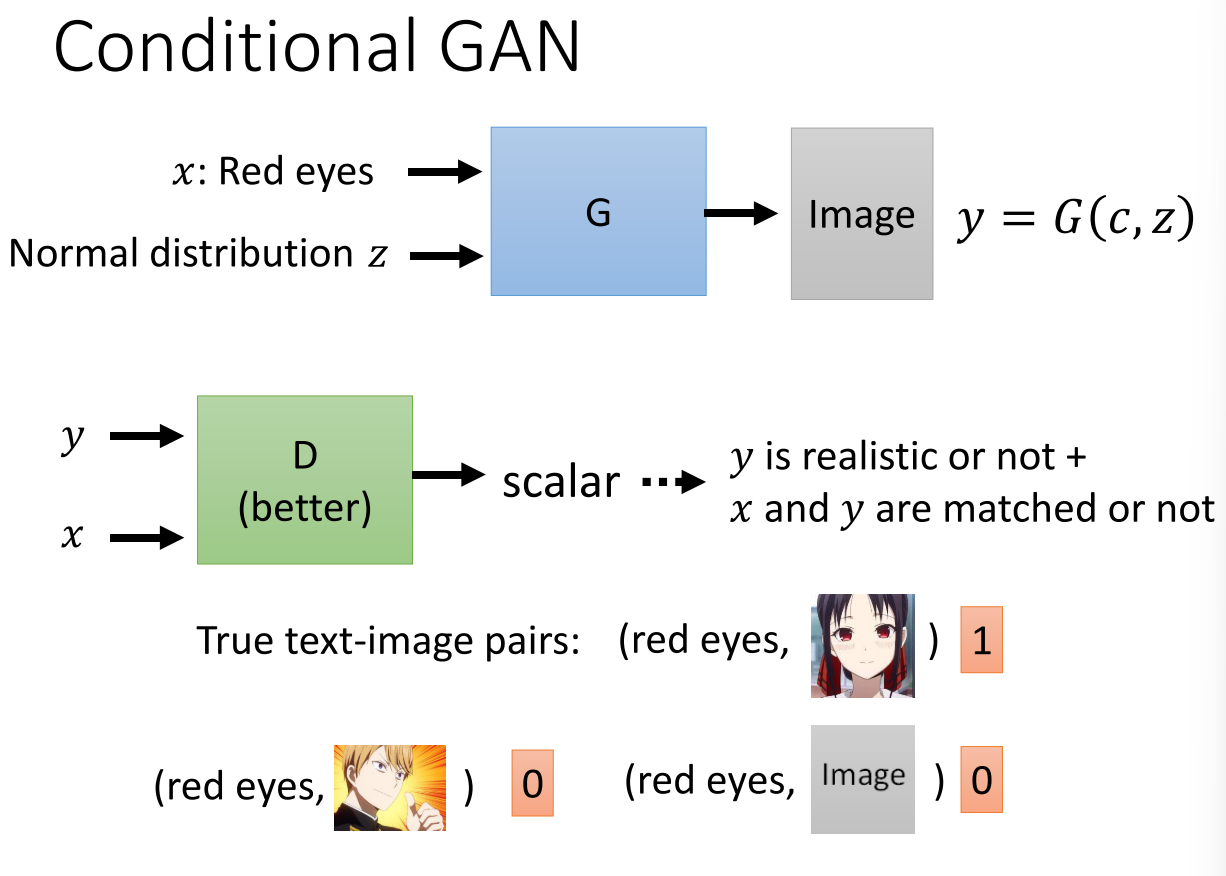 Conditional GAN
x: Red eyes
Normal distribution z
G
Image
y = G(c, z)
y
x
D
(better)
scalar
y is realistic or not +
x and y are matched or not
True text-image pairs:
(red eyes, ) 1
(red eyes, ) 0
(red eyes, Image ) 0